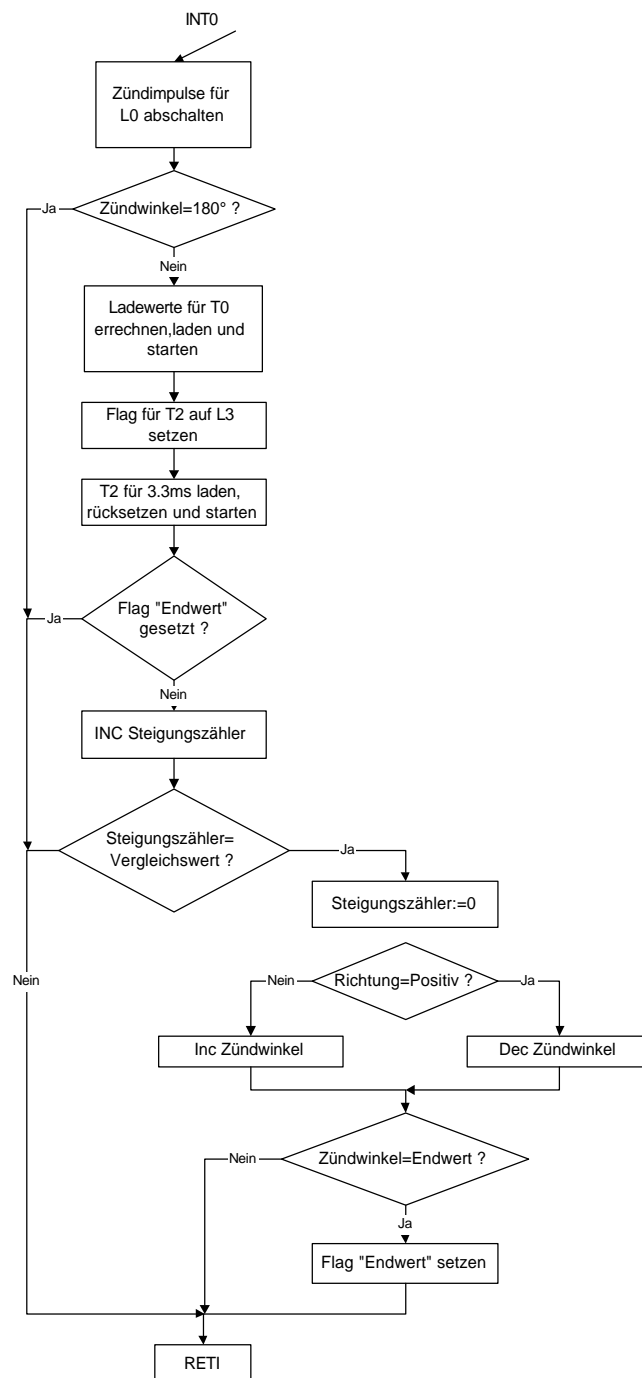 INT0
Zündimpulse für
L0 abschalten
Ja
Zündwinkel=180° ?
Nein
Ladewerte für T0
errechnen,laden und
starten
Flag für T2 auf L3
setzen
T2 für 3.3ms laden,
rücksetzen und starten
Ja
Flag "Endwert"
gesetzt ?
Nein
INC Steigungszähler
Steigungszähler=
Vergleichswert ?
Ja
Steigungszähler:=0
Nein
Nein
Richtung=Positiv ?
Ja
Inc Zündwinkel
Dec Zündwinkel
Nein
Zündwinkel=Endwert ?
Ja
Flag "Endwert" setzen
RETI